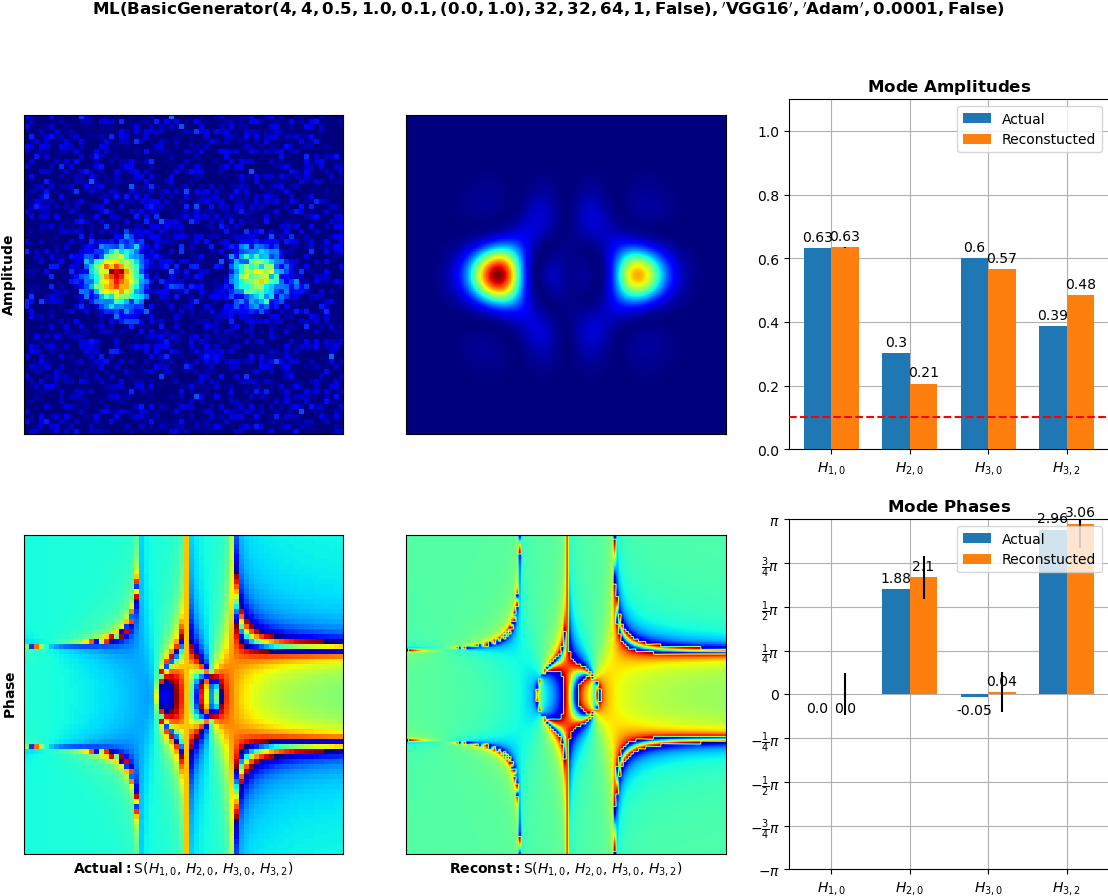 ML(BasicGenerator(4, 4, 0.5, 1.0, 0.1, (0.0, 1.0), 32, 32, 64, 1, False), 'VGG16', 'Adam', 0.0001, False)
Mode Amplitudes
Amplitude
Actual
Reconstucted
1.0
0.8
0.6
0.4
0.2
0.0
0.63 0.63
0.3 0.21
0.6 0.57
0.39 0.48
H1,0 H2,0 H3,0 H3,2
Mode Phases
Phase
Actual
Reconstucted
π
3/4π
1/2π
1/4π
0
−1/4π
−1/2π
−3/4π
−π
0.0 0.0
1.88 2.1
-0.05 0.04
2.96 3.06
H1,0 H2,0 H3,0 H3,2
Actual: S(H1,0, H2,0, H3,0, H3,2)
Reconst: S(H1,0, H2,0, H3,0, H3,2)